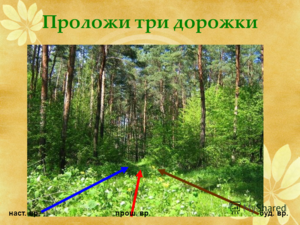 Проложи три дорожки
наст. вр. прош. вр. буд. вр.